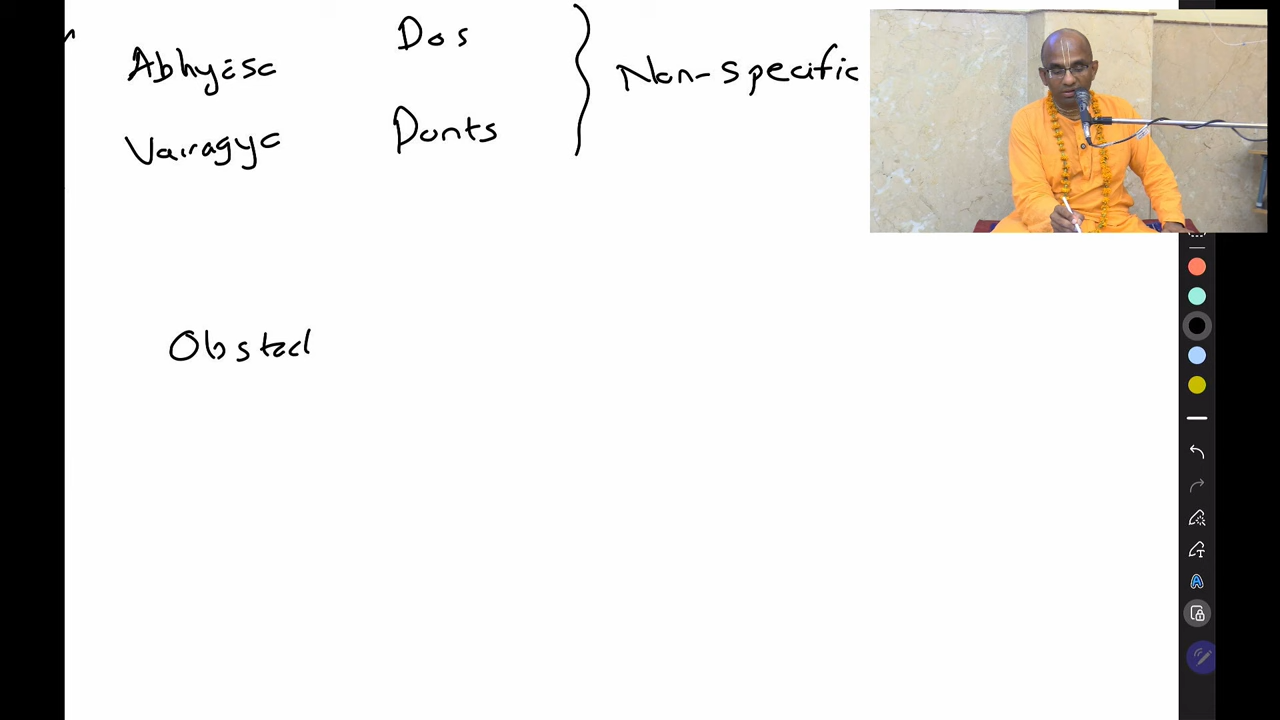 Dos
Abhyasa
Non-specific
Donts
Vairagya
Obstacl